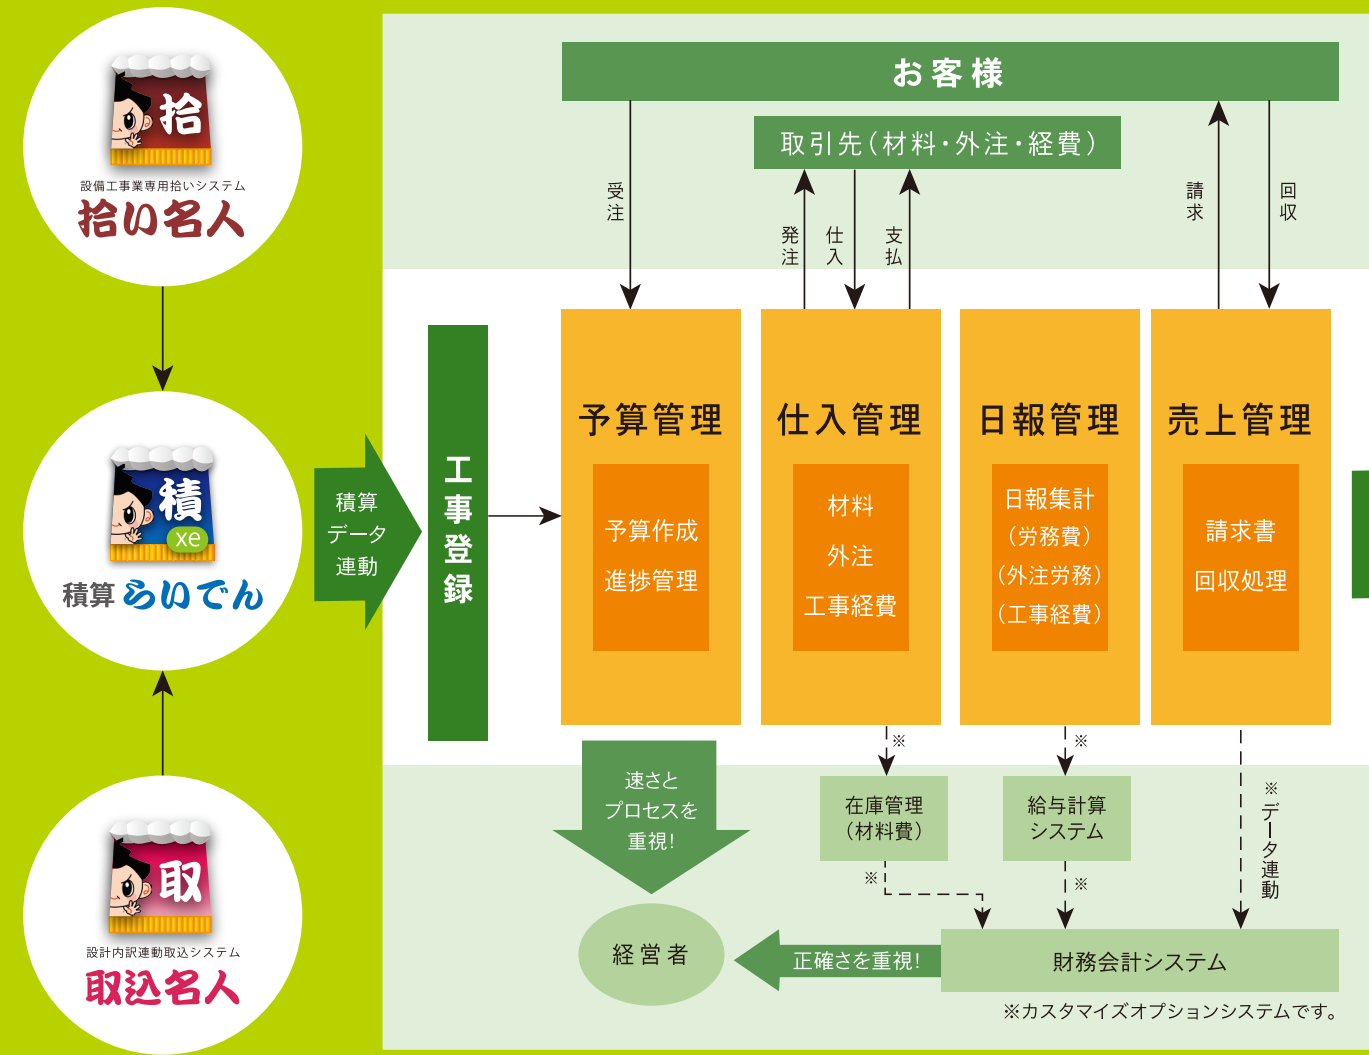 拾
設備工事業専用拾いシステム
拾い名人
積
xe
積算 らいでん
取
設計内訳連動取込システム
取込名人
積算
データ
連動
工事登録
お客様
取引先(材料・外注・経費)
受注
発注
仕入
支払
請求
回収
予算管理
予算作成
進捗管理
仕入管理
材料
外注
工事経費
日報管理
日報集計
(労務費)
(外注労務)
(工事経費)
売上管理
請求書
回収処理
速さと
プロセスを
重視!
※
※
在庫管理
(材料費)
給与計算
システム
※
※
※データ連動
経営者
正確さを重視!
財務会計システム
※カスタマイズオプションシステムです。